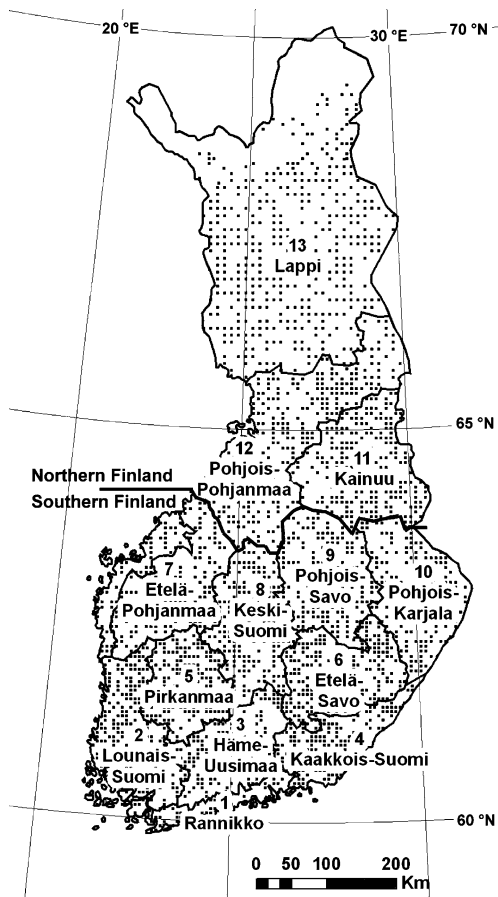 20 °E
30 °E
70 °N
13
Lappi
65 °N
12
Pohjois-
Pohjanmaa
11
Kainuu
Northern Finland
Southern Finland
7
Etelä-
Pohjanmaa
8
Keski-
Suomi
9
Pohjois-
Savo
10
Pohjois-
Karjala
5
Pirkanmaa
6
Etelä-
Savo
2
Lounais-
Suomi
3
Häme-
Uusimaa
4
Kaakkois-Suomi
1
Rannikko
60 °N
0 50 100 200
Km